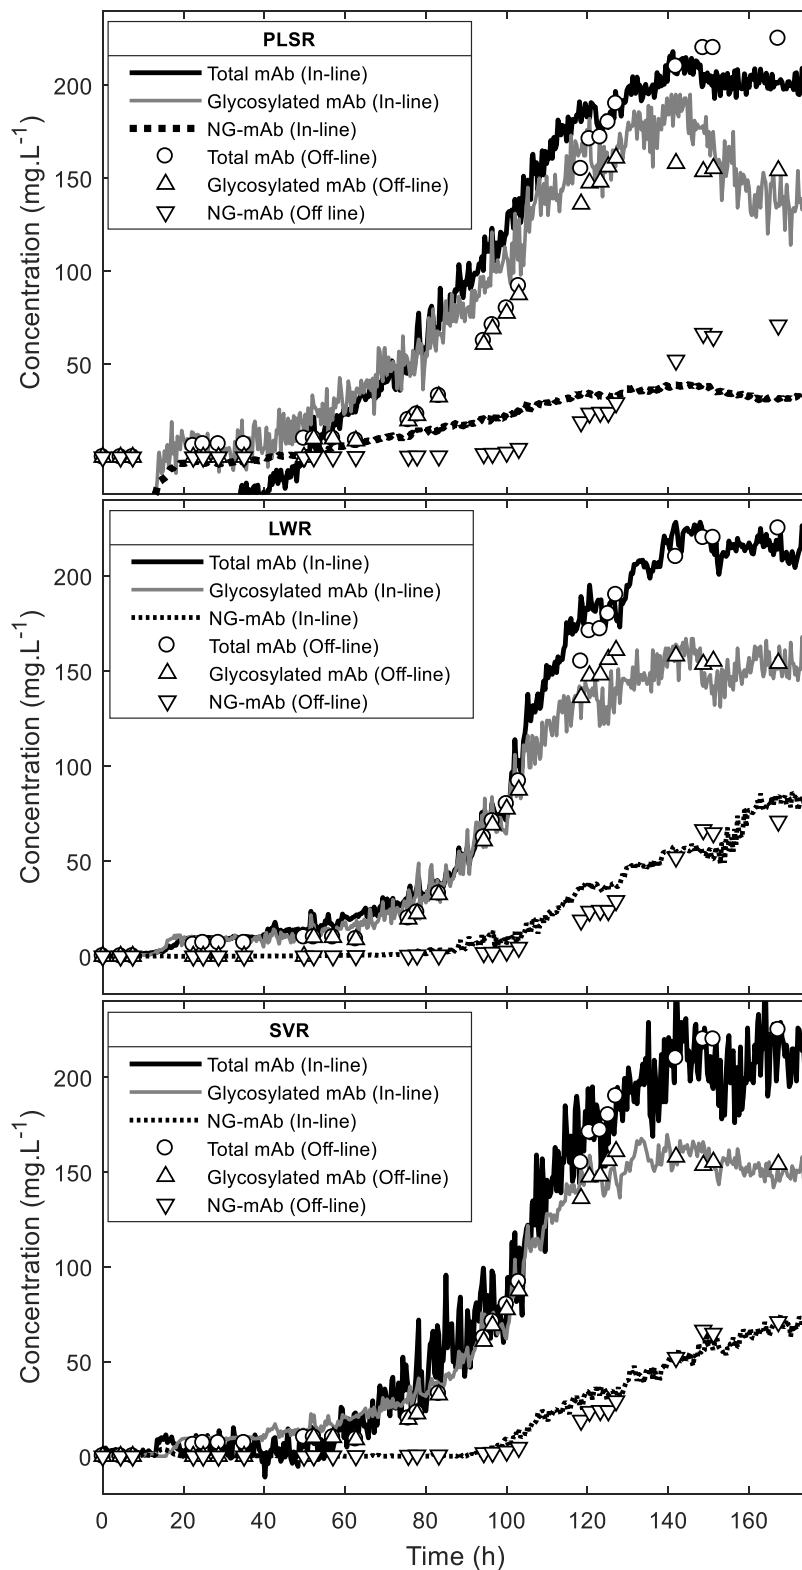 PLSR
Total mAb (In-line)
Glycosylated mAb (In-line)
NG-mAb (In-line)
Total mAb (Off-line)
Glycosylated mAb (Off-line)
NG-mAb (Off line)
200
150
100
50
Concentration (mg.L⁻¹)
LWR
Total mAb (In-line)
Glycosylated mAb (In-line)
NG-mAb (In-line)
Total mAb (Off-line)
Glycosylated mAb (Off-line)
NG-mAb (Off-line)
200
150
100
50
0
Concentration (mg.L⁻¹)
SVR
Total mAb (In-line)
Glycosylated mAb (In-line)
NG-mAb (In-line)
Total mAb (Off-line)
Glycosylated mAb (Off-line)
NG-mAb (Off-line)
200
150
100
50
0
Concentration (mg.L⁻¹)
0 20 40 60 80 100 120 140 160
Time (h)